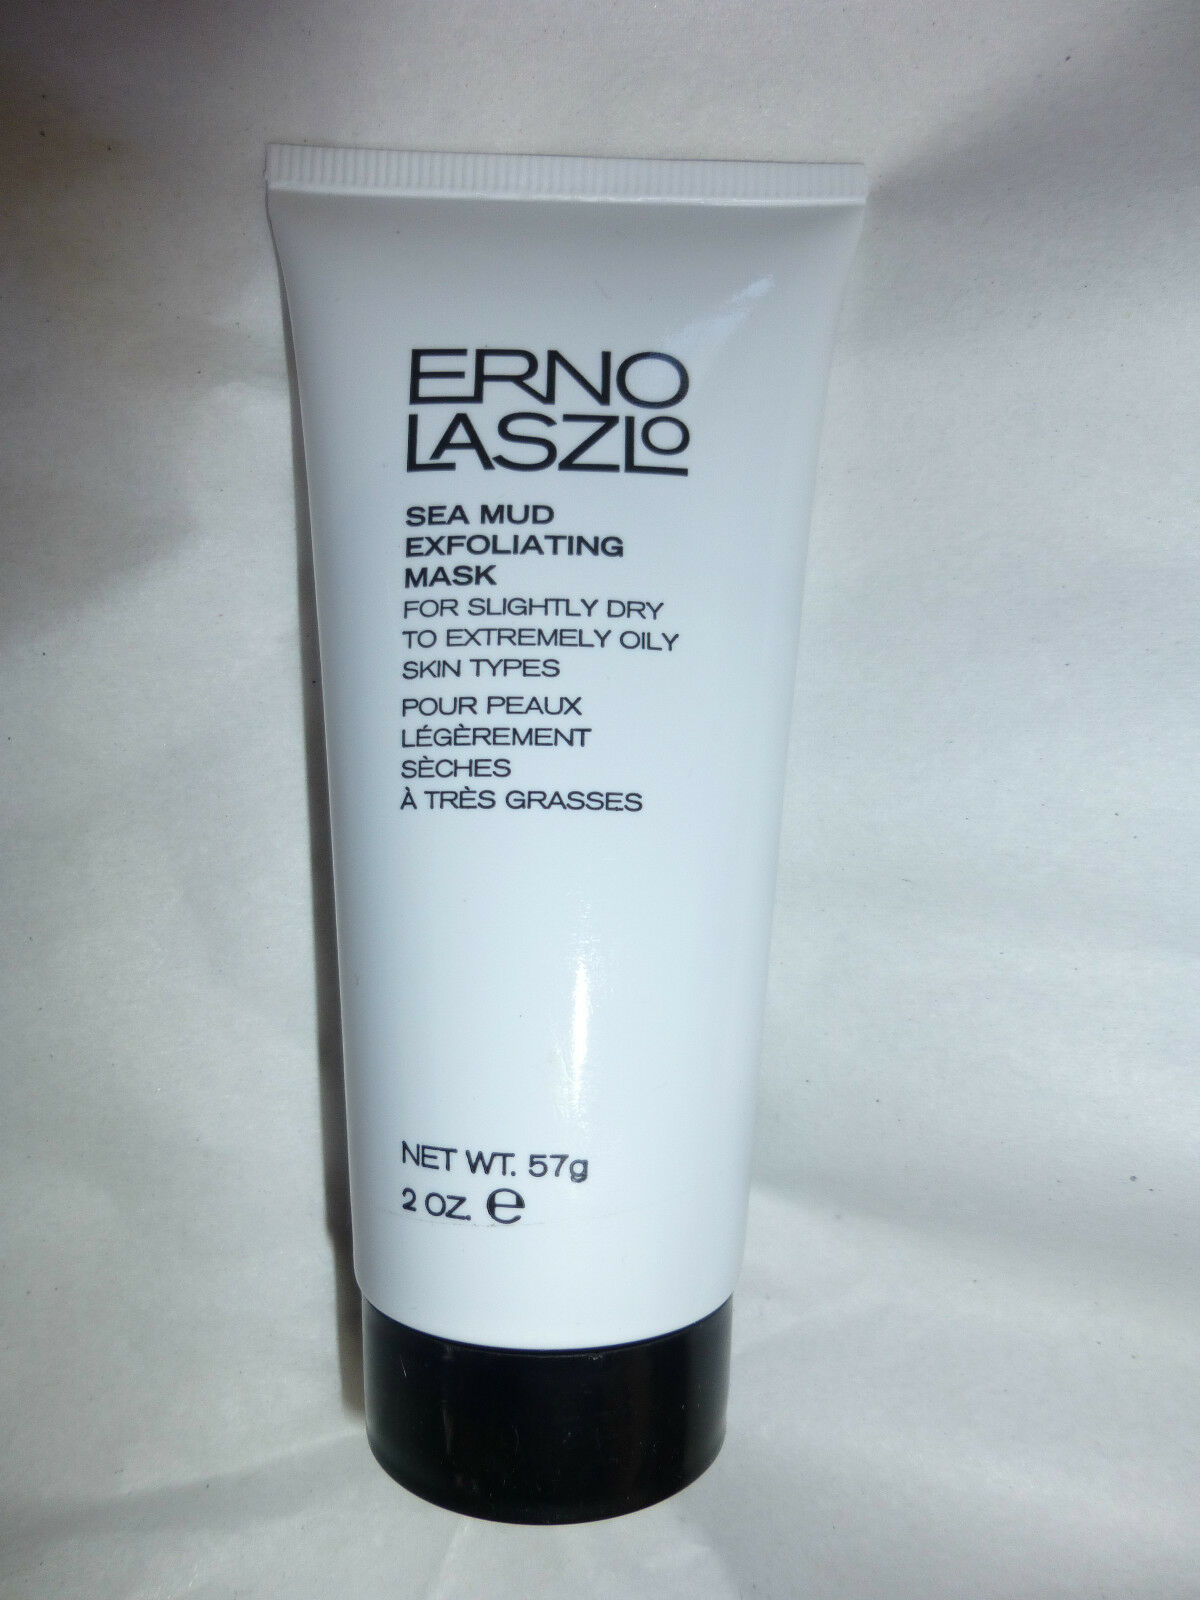 ERNO
LASZLO
SEA MUD
EXFOLIATING
MASK
FOR SLIGHTLY DRY
TO EXTREMELY OILY
SKIN TYPES
POUR PEAUX
LÉGÈREMENT
SÈCHES
À TRÈS GRASSES
NET WT. 57g
2 OZ. e